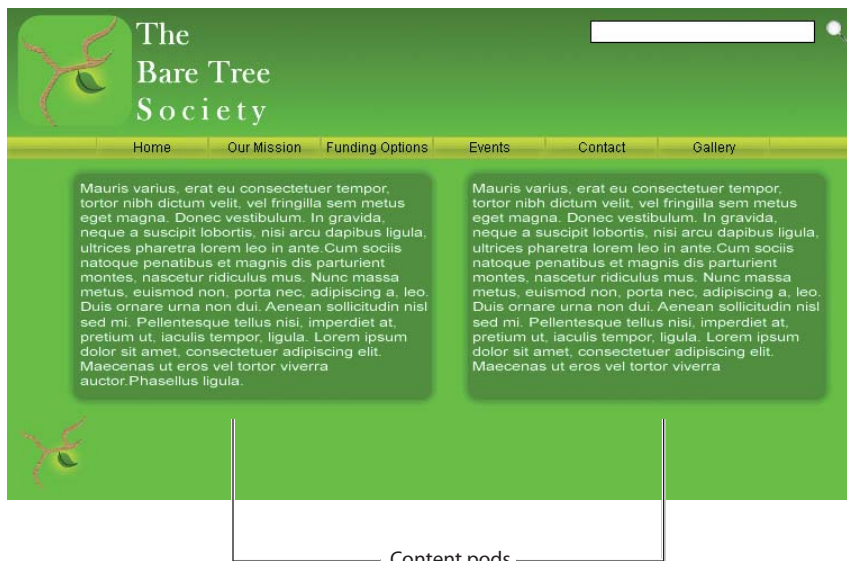 The
Bare Tree
Society
Home Our Mission Funding Options Events Contact Gallery
Mauris varius, erat eu consectetuer tempor,
tortor nibh dictum velit, vel fringilla sem metus
eget magna. Donec vestibulum. In gravida,
neque a suscipit lobortis, nisi arcu dapibus ligula,
ultrices pharetra lorem leo in ante.Cum sociis
natoque penatibus et magnis dis parturient
montes, nascetur ridiculus mus. Nunc massa
metus, euismod non, porta nec, adipiscing a, leo.
Duis ornare urna non dui. Aenean sollicitudin nisl
sed mi. Pellentesque tellus nisi, imperdiet at,
pretium ut, iaculis tempor, ligula. Lorem ipsum
dolor sit amet, consectetuer adipiscing elit.
Maecenas ut eros vel tortor viverra
auctor.Phasellus ligula.
Mauris varius, erat eu consectetuer tempor,
tortor nibh dictum velit, vel fringilla sem metus
eget magna. Donec vestibulum. In gravida,
neque a suscipit lobortis, nisi arcu dapibus ligula,
ultrices pharetra lorem leo in ante.Cum sociis
natoque penatibus et magnis dis parturient
montes, nascetur ridiculus mus. Nunc massa
metus, euismod non, porta nec, adipiscing a, leo.
Duis ornare urna non dui. Aenean sollicitudin nisl
sed mi. Pellentesque tellus nisi, imperdiet at,
pretium ut, iaculis tempor, ligula. Lorem ipsum
dolor sit amet, consectetuer adipiscing elit.
Maecenas ut eros vel tortor viverra
Content pods